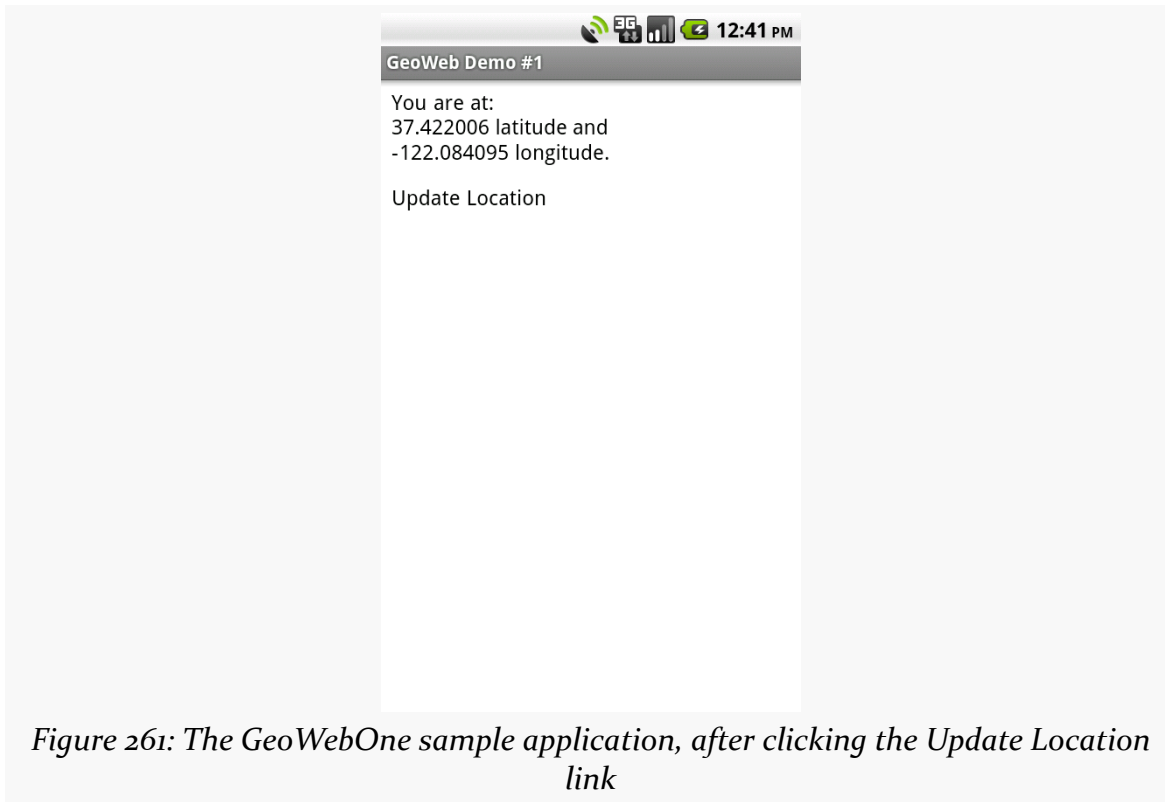 3G 12:41 PM
GeoWeb Demo #1
You are at:
37.422006 latitude and
-122.084095 longitude.
Update Location
Figure 261: The GeoWebOne sample application, after clicking the Update Location
link